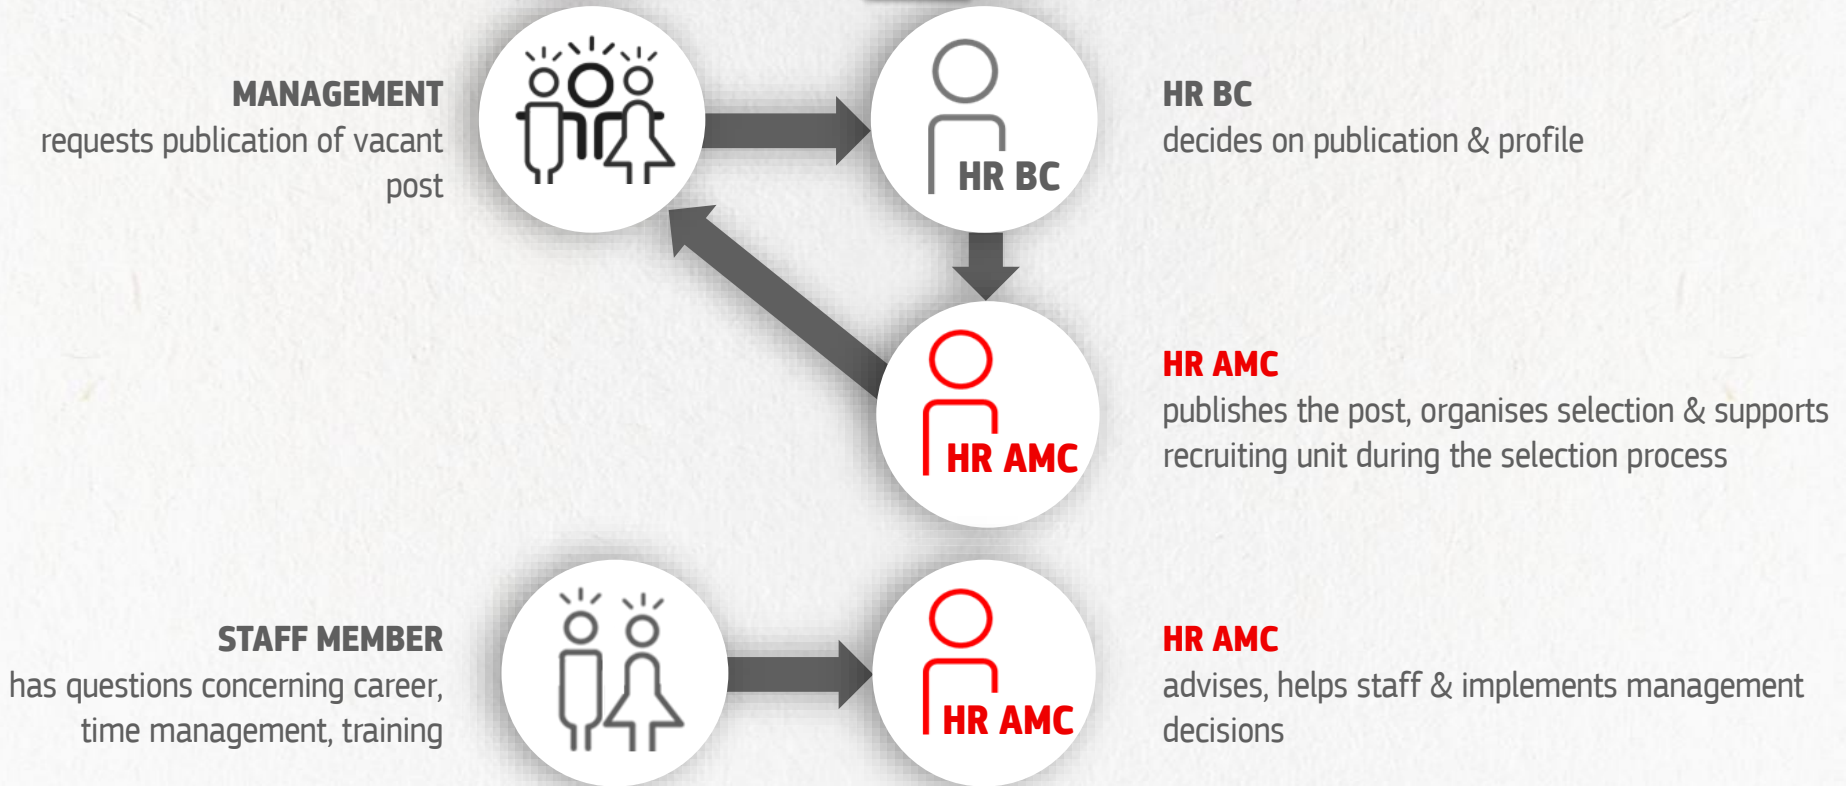 MANAGEMENT
requests publication of vacant
post
HR BC
HR BC
decides on publication & profile
HR AMC
HR AMC
publishes the post, organises selection & supports
recruiting unit during the selection process
STAFF MEMBER
has questions concerning career,
time management, training
HR AMC
HR AMC
advises, helps staff & implements management
decisions